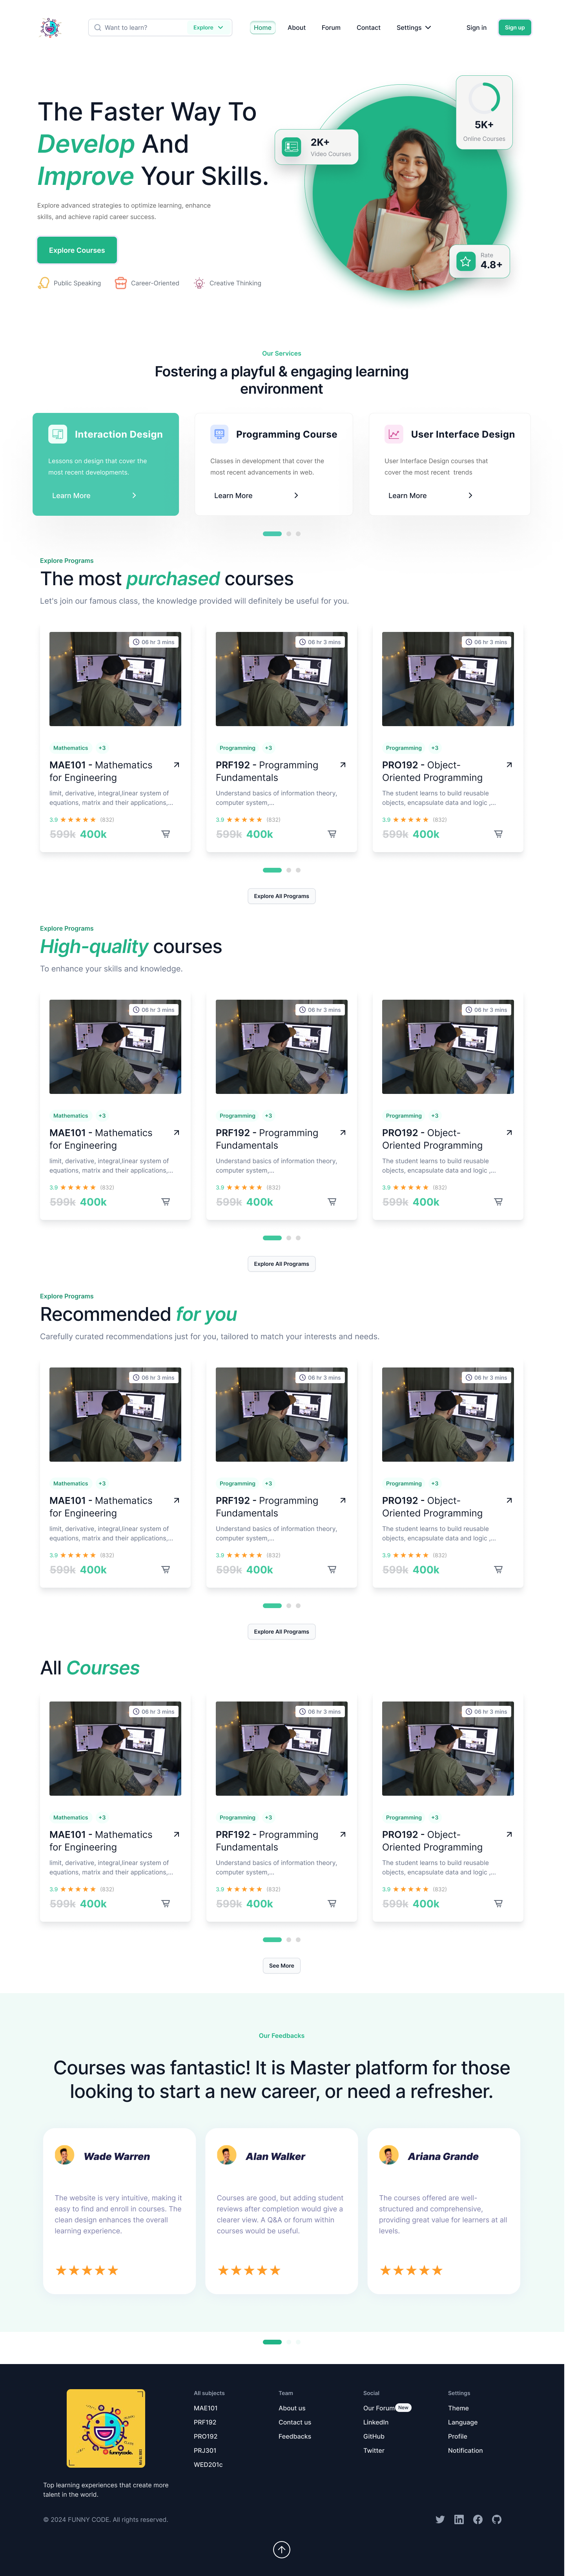 Want to learn?
Explore
Home
About
Forum
Contact
Settings
Sign in
Sign up
The Faster Way To
Develop And
Improve Your Skills.
Explore advanced strategies to optimize learning, enhance
skills, and achieve rapid career success.
Explore Courses
Public Speaking
Career-Oriented
Creative Thinking
2K+
Video Courses
5K+
Online Courses
Rate
4.8+
Our Services
Fostering a playful & engaging learning
environment
Interaction Design
Lessons on design that cover the
most recent developments.
Learn More
Programming Course
Classes in development that cover the
most recent advancements in web.
Learn More
User Interface Design
User Interface Design courses that
cover the most recent trends
Learn More
Explore Programs
The most purchased courses
Let's join our famous class, the knowledge provided will definitely be useful for you.
06 hr 3 mins
Mathematics
+3
MAE101 - Mathematics
for Engineering
limit, derivative, integral,linear system of
equations, matrix and their applications,...
3.9
(832)
599k 400k
06 hr 3 mins
Programming
+3
PRF192 - Programming
Fundamentals
Understand basics of information theory,
computer system,...
3.9
(832)
599k 400k
06 hr 3 mins
Programming
+3
PRO192 - Object-
Oriented Programming
The student learns to build reusable
objects, encapsulate data and logic ,...
3.9
(832)
599k 400k
Explore All Programs
Explore Programs
High-quality courses
To enhance your skills and knowledge.
06 hr 3 mins
Mathematics
+3
MAE101 - Mathematics
for Engineering
limit, derivative, integral,linear system of
equations, matrix and their applications,...
3.9
(832)
599k 400k
06 hr 3 mins
Programming
+3
PRF192 - Programming
Fundamentals
Understand basics of information theory,
computer system,...
3.9
(832)
599k 400k
06 hr 3 mins
Programming
+3
PRO192 - Object-
Oriented Programming
The student learns to build reusable
objects, encapsulate data and logic ,...
3.9
(832)
599k 400k
Explore All Programs
Explore Programs
Recommended for you
Carefully curated recommendations just for you, tailored to match your interests and needs.
06 hr 3 mins
Mathematics
+3
MAE101 - Mathematics
for Engineering
limit, derivative, integral,linear system of
equations, matrix and their applications,...
3.9
(832)
599k 400k
06 hr 3 mins
Programming
+3
PRF192 - Programming
Fundamentals
Understand basics of information theory,
computer system,...
3.9
(832)
599k 400k
06 hr 3 mins
Programming
+3
PRO192 - Object-
Oriented Programming
The student learns to build reusable
objects, encapsulate data and logic ,...
3.9
(832)
599k 400k
Explore All Programs
All Courses
06 hr 3 mins
Mathematics
+3
MAE101 - Mathematics
for Engineering
limit, derivative, integral,linear system of
equations, matrix and their applications,...
3.9
(832)
599k 400k
06 hr 3 mins
Programming
+3
PRF192 - Programming
Fundamentals
Understand basics of information theory,
computer system,...
3.9
(832)
599k 400k
06 hr 3 mins
Programming
+3
PRO192 - Object-
Oriented Programming
The student learns to build reusable
objects, encapsulate data and logic ,...
3.9
(832)
599k 400k
See More
Our Feedbacks
Courses was fantastic! It is Master platform for those
looking to start a new career, or need a refresher.
Wade Warren
The website is very intuitive, making it
easy to find and enroll in courses. The
clean design enhances the overall
learning experience.
Alan Walker
Courses are good, but adding student
reviews after completion would give a
clearer view. A Q&A or forum within
courses would be useful.
Ariana Grande
The courses offered are well-
structured and comprehensive,
providing great value for learners at all
levels.
funnycode.
Top learning experiences that create more
talent in the world.
All subjects
MAE101
PRF192
PRO192
PRJ301
WED201c
Team
About us
Contact us
Feedbacks
Social
Our Forum
New
LinkedIn
GitHub
Twitter
Settings
Theme
Language
Profile
Notification
© 2024 FUNNY CODE. All rights reserved.